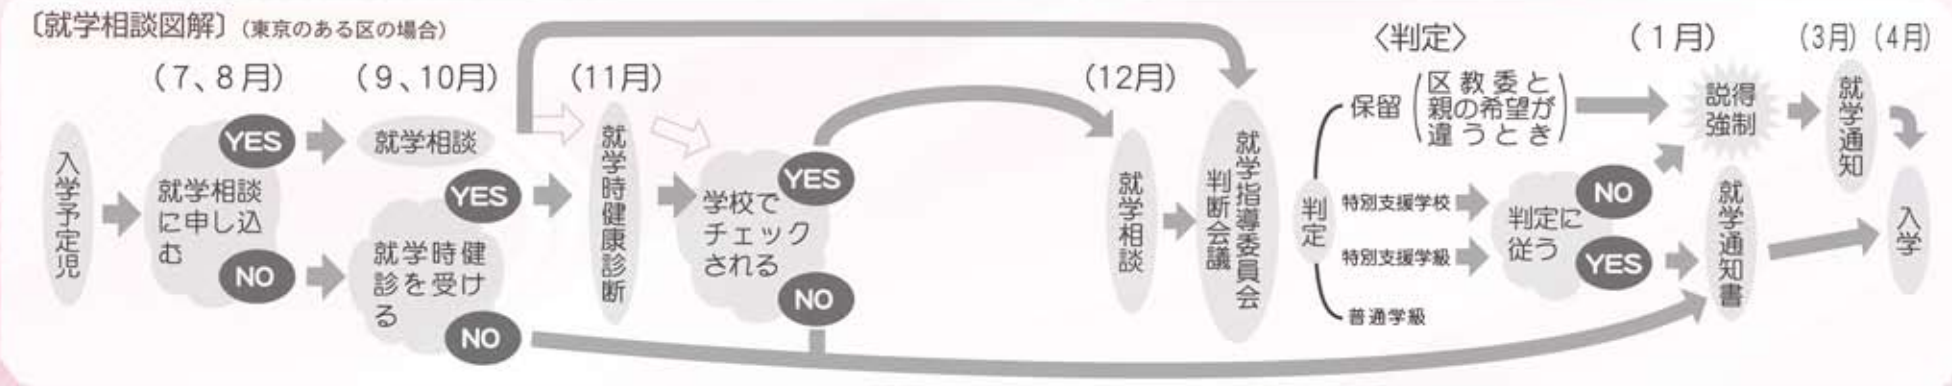 〔就学相談図解〕（東京のある区の場合）
（7、8月）
（9、10月）
（11月）
（12月）
〈判定〉
（1月）
（3月）
（4月）
入学予定児
就学相談
に申し込
む
YES
NO
就学相談
就学時健
診を受け
る
YES
NO
就学時健康診断
学校で
チェック
される
YES
NO
就学相談
就学指導委員会
判断会議
判定
保留
区教委と
親の希望が
違うとき
特別支援学校
特別支援学級
普通学級
判定に
従う
NO
YES
説得
強制
就学通知
就学通知書
入学